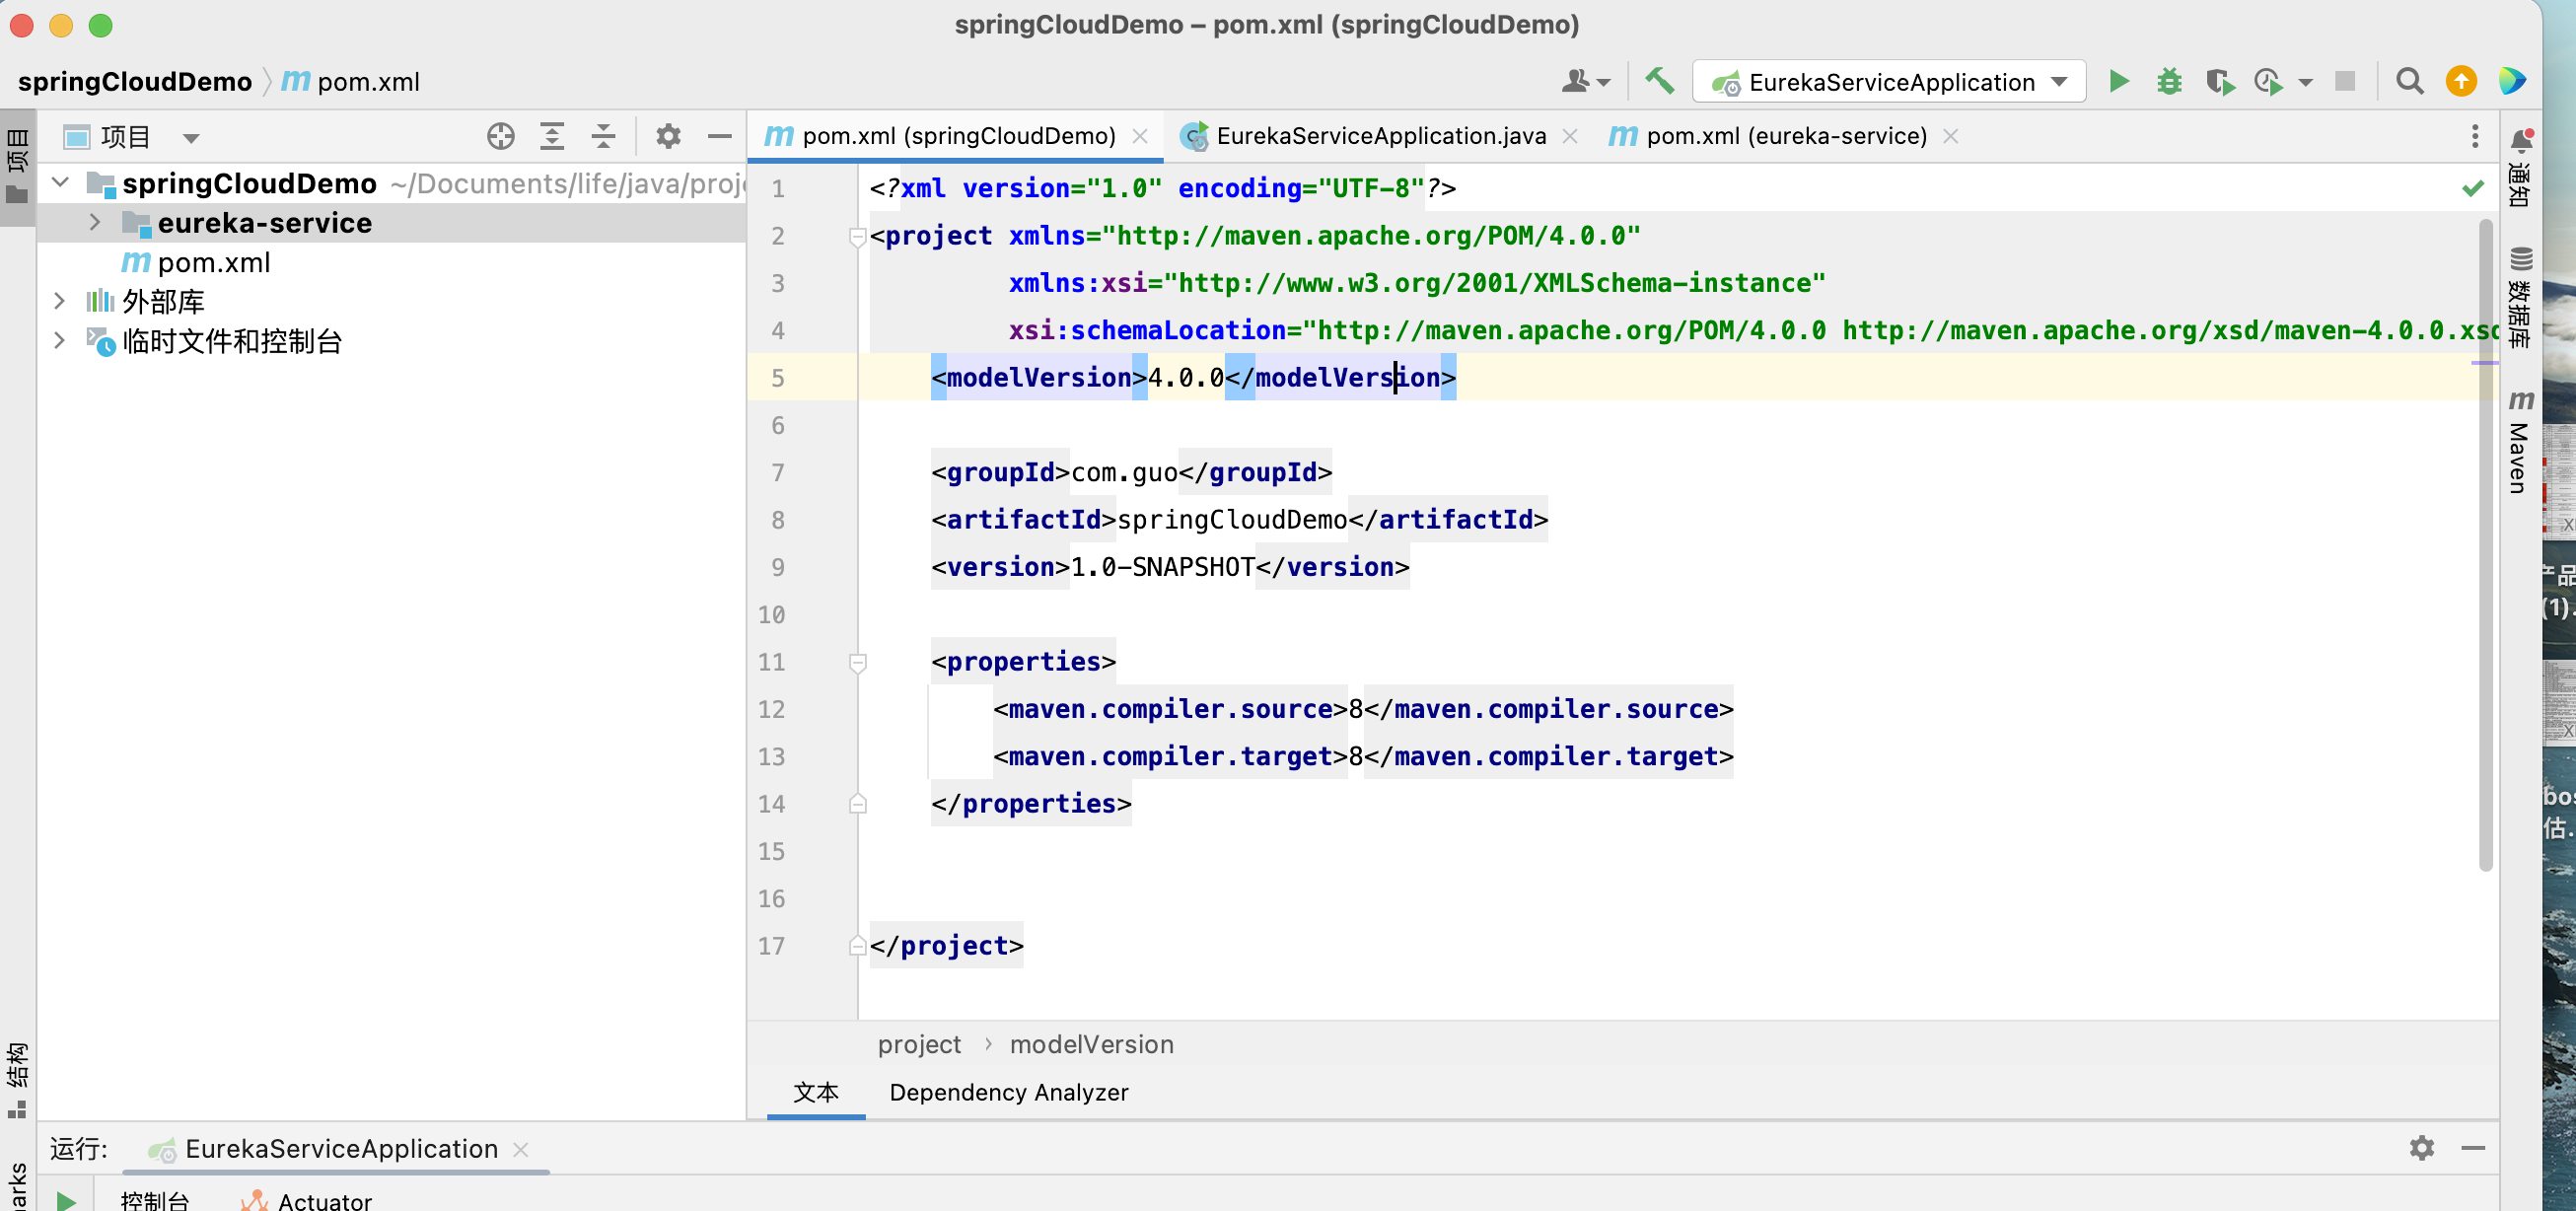 springCloudDemo – pom.xml (springCloudDemo)
springCloudDemo
pom.xml
EurekaServiceApplication
项目
项目
pom.xml (springCloudDemo)
EurekaServiceApplication.java
pom.xml (eureka-service)
springCloudDemo ~/Documents/life/java/proj
eureka-service
pom.xml
外部库
临时文件和控制台
1 <?xml version="1.0" encoding="UTF-8"?>
2 <project xmlns="http://maven.apache.org/POM/4.0.0"
3 xmlns:xsi="http://www.w3.org/2001/XMLSchema-instance"
4 xsi:schemaLocation="http://maven.apache.org/POM/4.0.0 http://maven.apache.org/xsd/maven-4.0.0.xsd
5 <modelVersion>4.0.0</modelVersion>
6
7 <groupId>com.guo</groupId>
8 <artifactId>springCloudDemo</artifactId>
9 <version>1.0-SNAPSHOT</version>
10
11 <properties>
12 <maven.compiler.source>8</maven.compiler.source>
13 <maven.compiler.target>8</maven.compiler.target>
14 </properties>
15
16
17 </project>
通知
数据库
Maven
project › modelVersion
文本
Dependency Analyzer
结构
运行:
EurekaServiceApplication
控制台
Actuator
arks
产品
(1).
bos
估.